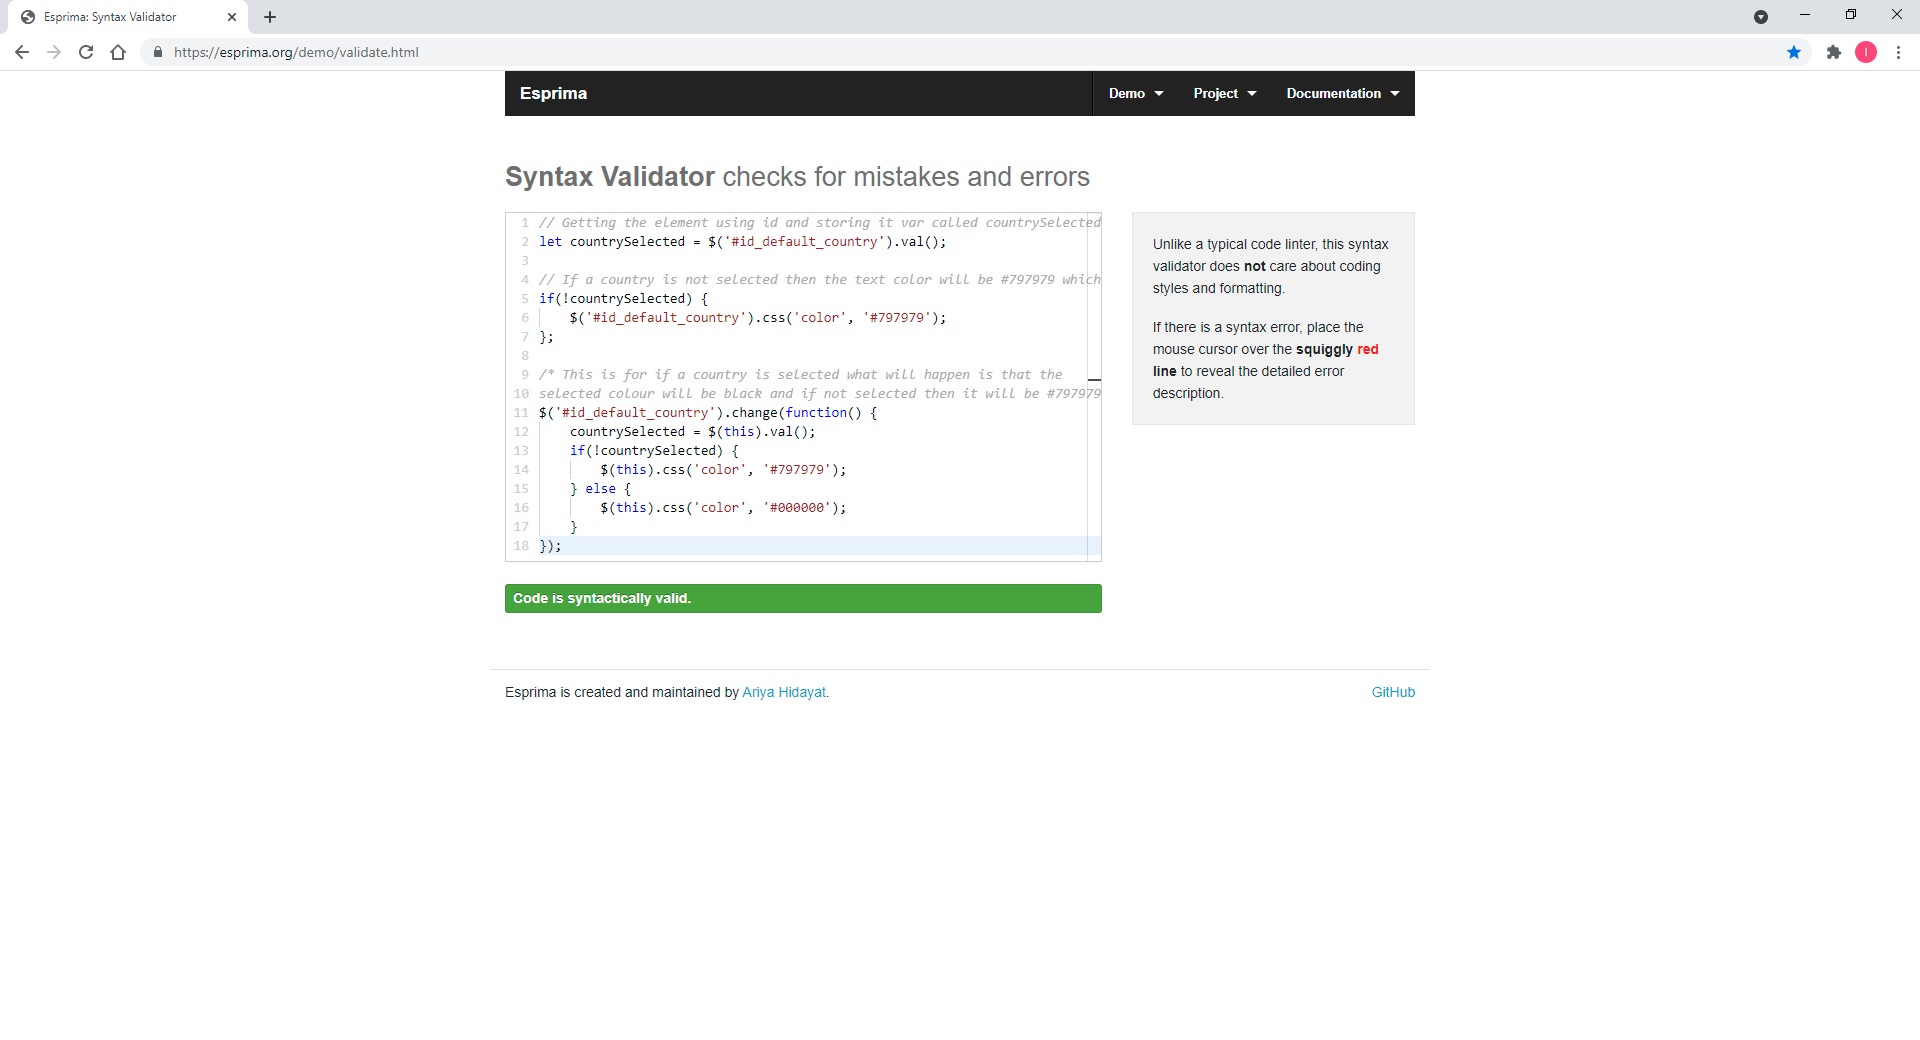 Esprima: Syntax Validator
https://esprima.org/demo/validate.html
I
Esprima
Demo
Project
Documentation
Syntax Validator checks for mistakes and errors
1 // Getting the element using id and storing it var called countrySelected
2 let countrySelected = $('#id_default_country').val();
3
4 // If a country is not selected then the text color will be #797979 which
5 if(!countrySelected) {
6 $('#id_default_country').css('color', '#797979');
7 };
8
9 /* This is for if a country is selected what will happen is that the
10 selected colour will be black and if not selected then it will be #797979
11 $('#id_default_country').change(function() {
12 countrySelected = $(this).val();
13 if(!countrySelected) {
14 $(this).css('color', '#797979');
15 } else {
16 $(this).css('color', '#000000');
17 }
18 });
Code is syntactically valid.
Unlike a typical code linter, this syntax
validator does not care about coding
styles and formatting.
If there is a syntax error, place the
mouse cursor over the squiggly red
line to reveal the detailed error
description.
Esprima is created and maintained by Ariya Hidayat.
GitHub